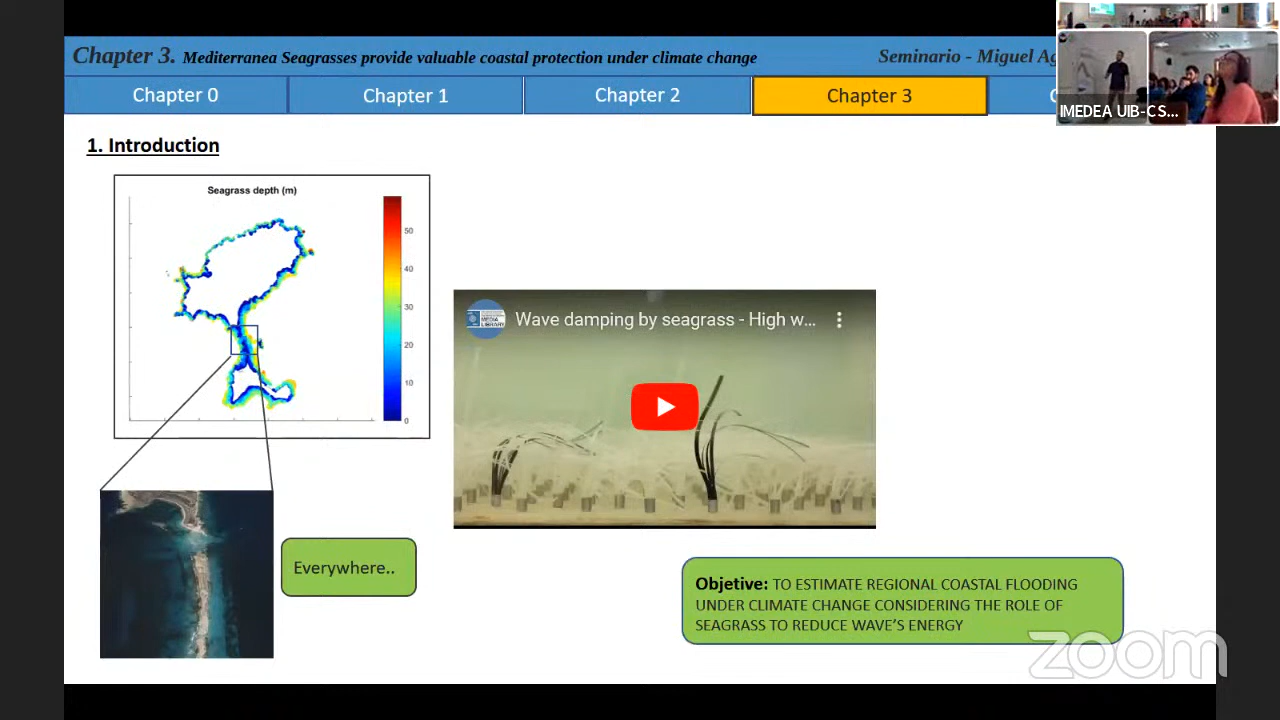 Chapter 3. Mediterranea Seagrasses provide valuable coastal protection under climate change
Seminario - Miguel Ag
Chapter 0
Chapter 1
Chapter 2
Chapter 3
IMEDEA UIB-CS...
1. Introduction
Seagrass depth (m)
50
40
30
20
10
0
MEDIA
LIBRARY
Wave damping by seagrass - High w...
Everywhere..
Objetive: TO ESTIMATE REGIONAL COASTAL FLOODING
UNDER CLIMATE CHANGE CONSIDERING THE ROLE OF
SEAGRASS TO REDUCE WAVE'S ENERGY
zoom